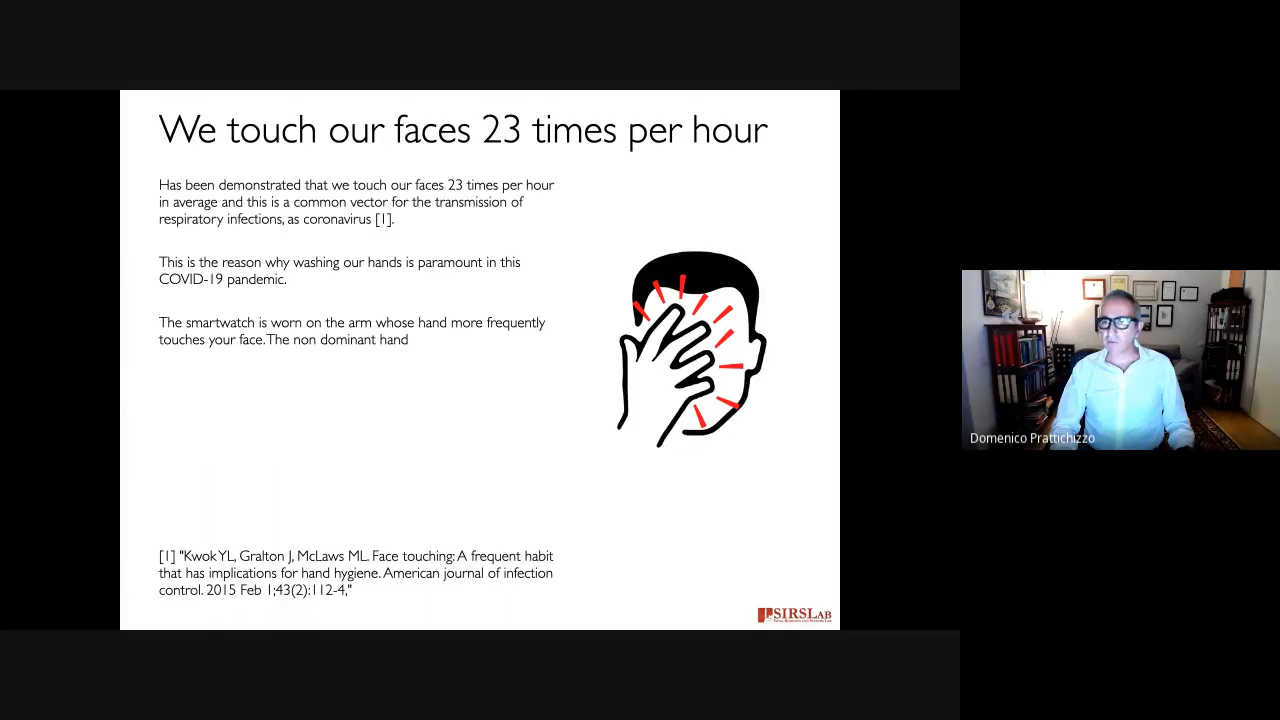 We touch our faces 23 times per hour
Has been demonstrated that we touch our faces 23 times per hour
in average and this is a common vector for the transmission of
respiratory infections, as coronavirus [1].
This is the reason why washing our hands is paramount in this
COVID-19 pandemic.
The smartwatch is worn on the arm whose hand more frequently
touches your face. The non dominant hand
[1] "Kwok YL, Gralton J, McLaws ML. Face touching: A frequent habit
that has implications for hand hygiene. American journal of infection
control. 2015 Feb 1;43(2):112-4,"
SIRSLAB
Domenico Prattichizzo